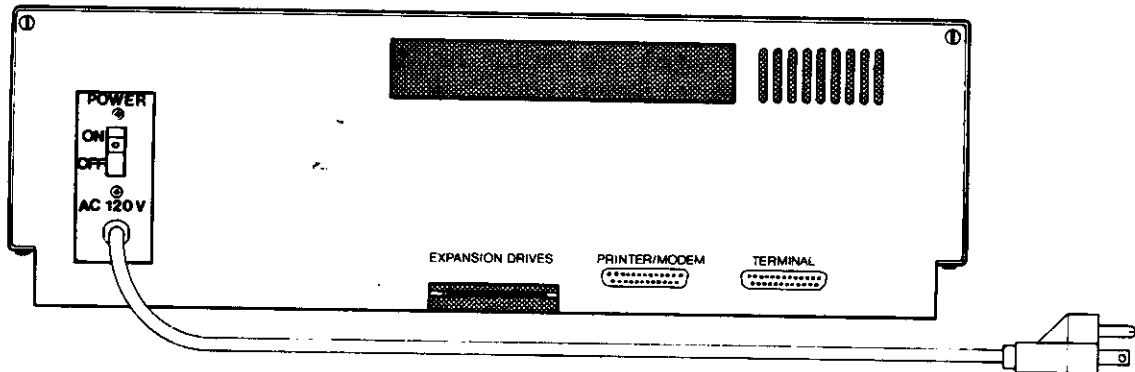 POWER
ON
OFF
AC 120 V
EXPANSION DRIVES
PRINTER/MODEM
TERMINAL